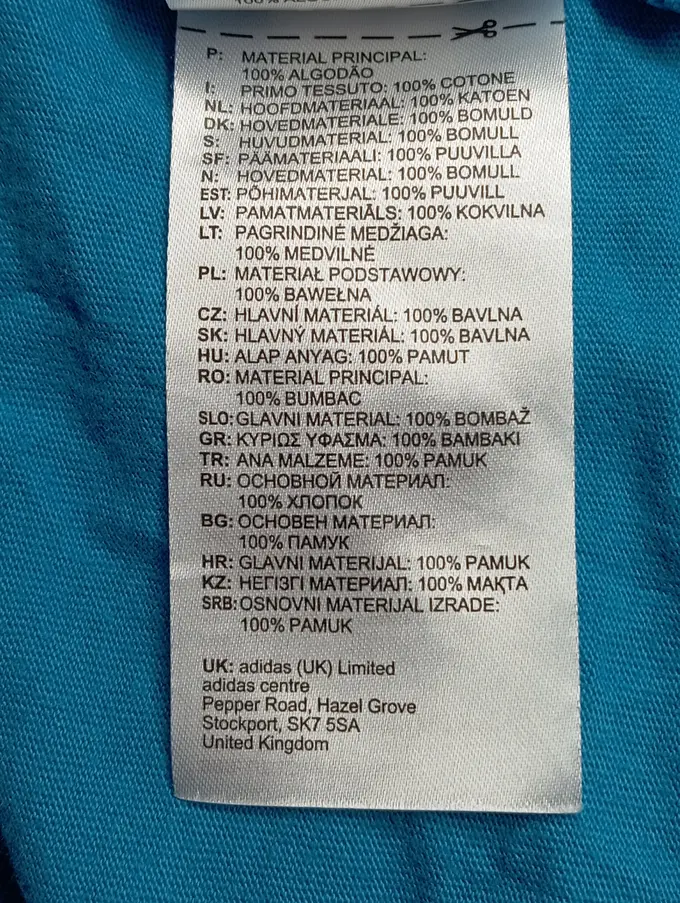 P: MATERIAL PRINCIPAL:
100% ALGODÃO
I: PRIMO TESSUTO: 100% COTONE
NL: HOOFDMATERIAAL: 100% KATOEN
DK: HOVEDMATERIALE: 100% BOMULD
S: HUVUDMATERIAL: 100% BOMULL
SF: PÄÄMATERIAALI: 100% PUUVILLA
N: HOVEDMATERIAL: 100% BOMULL
EST: PÕHIMATERJAL: 100% PUUVILL
LV: PAMATMATERIĀLS: 100% KOKVILNA
LT: PAGRINDINĖ MEDŽIAGA:
100% MEDVILNĖ
PL: MATERIAŁ PODSTAWOWY:
100% BAWEŁNA
CZ: HLAVNÍ MATERIÁL: 100% BAVLNA
SK: HLAVNÝ MATERIÁL: 100% BAVLNA
HU: ALAP ANYAG: 100% PAMUT
RO: MATERIAL PRINCIPAL:
100% BUMBAC
SLO: GLAVNI MATERIAL: 100% BOMBAŽ
GR: ΚΥΡΙΩΣ ΥΦΑΣΜΑ: 100% ΒΑΜΒΑΚΙ
TR: ANA MALZEME: 100% PAMUK
RU: ОСНОВНОЙ МАТЕРИАЛ:
100% ХЛОПОК
BG: ОСНОВЕН МАТЕРИАЛ:
100% ПАМУК
HR: GLAVNI MATERIJAL: 100% PAMUK
KZ: НЕГІЗГІ МАТЕРИАЛ: 100% МАҚТА
SRB: OSNOVNI MATERIJAL IZRADE:
100% PAMUK
UK: adidas (UK) Limited
adidas centre
Pepper Road, Hazel Grove
Stockport, SK7 5SA
United Kingdom